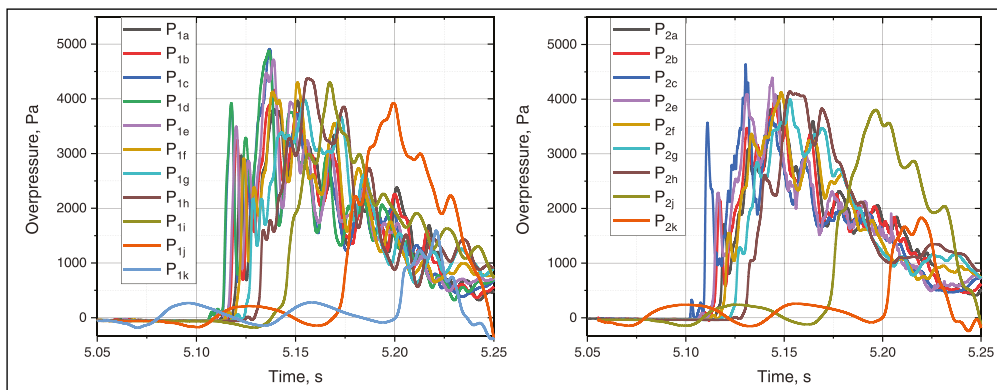 Overpressure, Pa
5000
4000
3000
2000
1000
0
P1a
P1b
P1c
P1d
P1e
P1f
P1g
P1h
P1i
P1j
P1k
5.05
5.10
5.15
5.20
5.25
Time, s
Overpressure, Pa
5000
4000
3000
2000
1000
0
P2a
P2b
P2c
P2e
P2f
P2g
P2h
P2j
P2k
5.05
5.10
5.15
5.20
5.25
Time, s